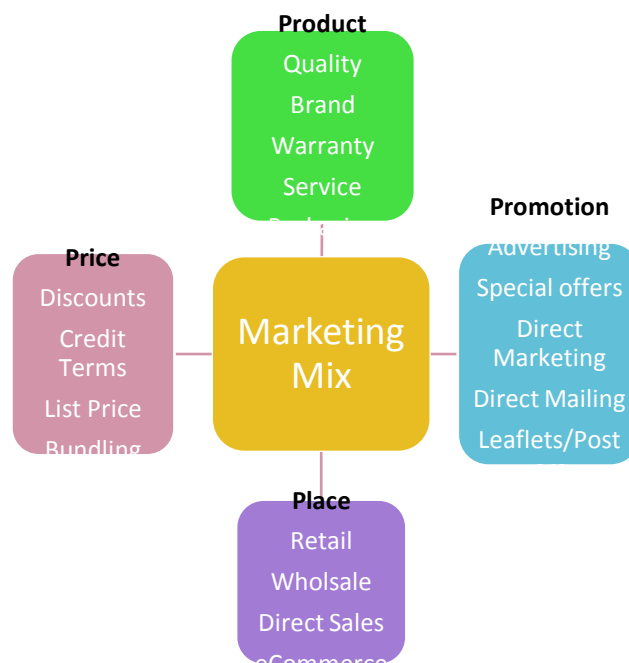 Product
Quality
Brand
Warranty
Service
Promotion
Advertising
Special offers
Direct
Marketing
Direct Mailing
Leaflets/Post
Price
Discounts
Credit
Terms
List Price
Bundling
Marketing
Mix
Place
Retail
Wholsale
Direct Sales
eCommerce